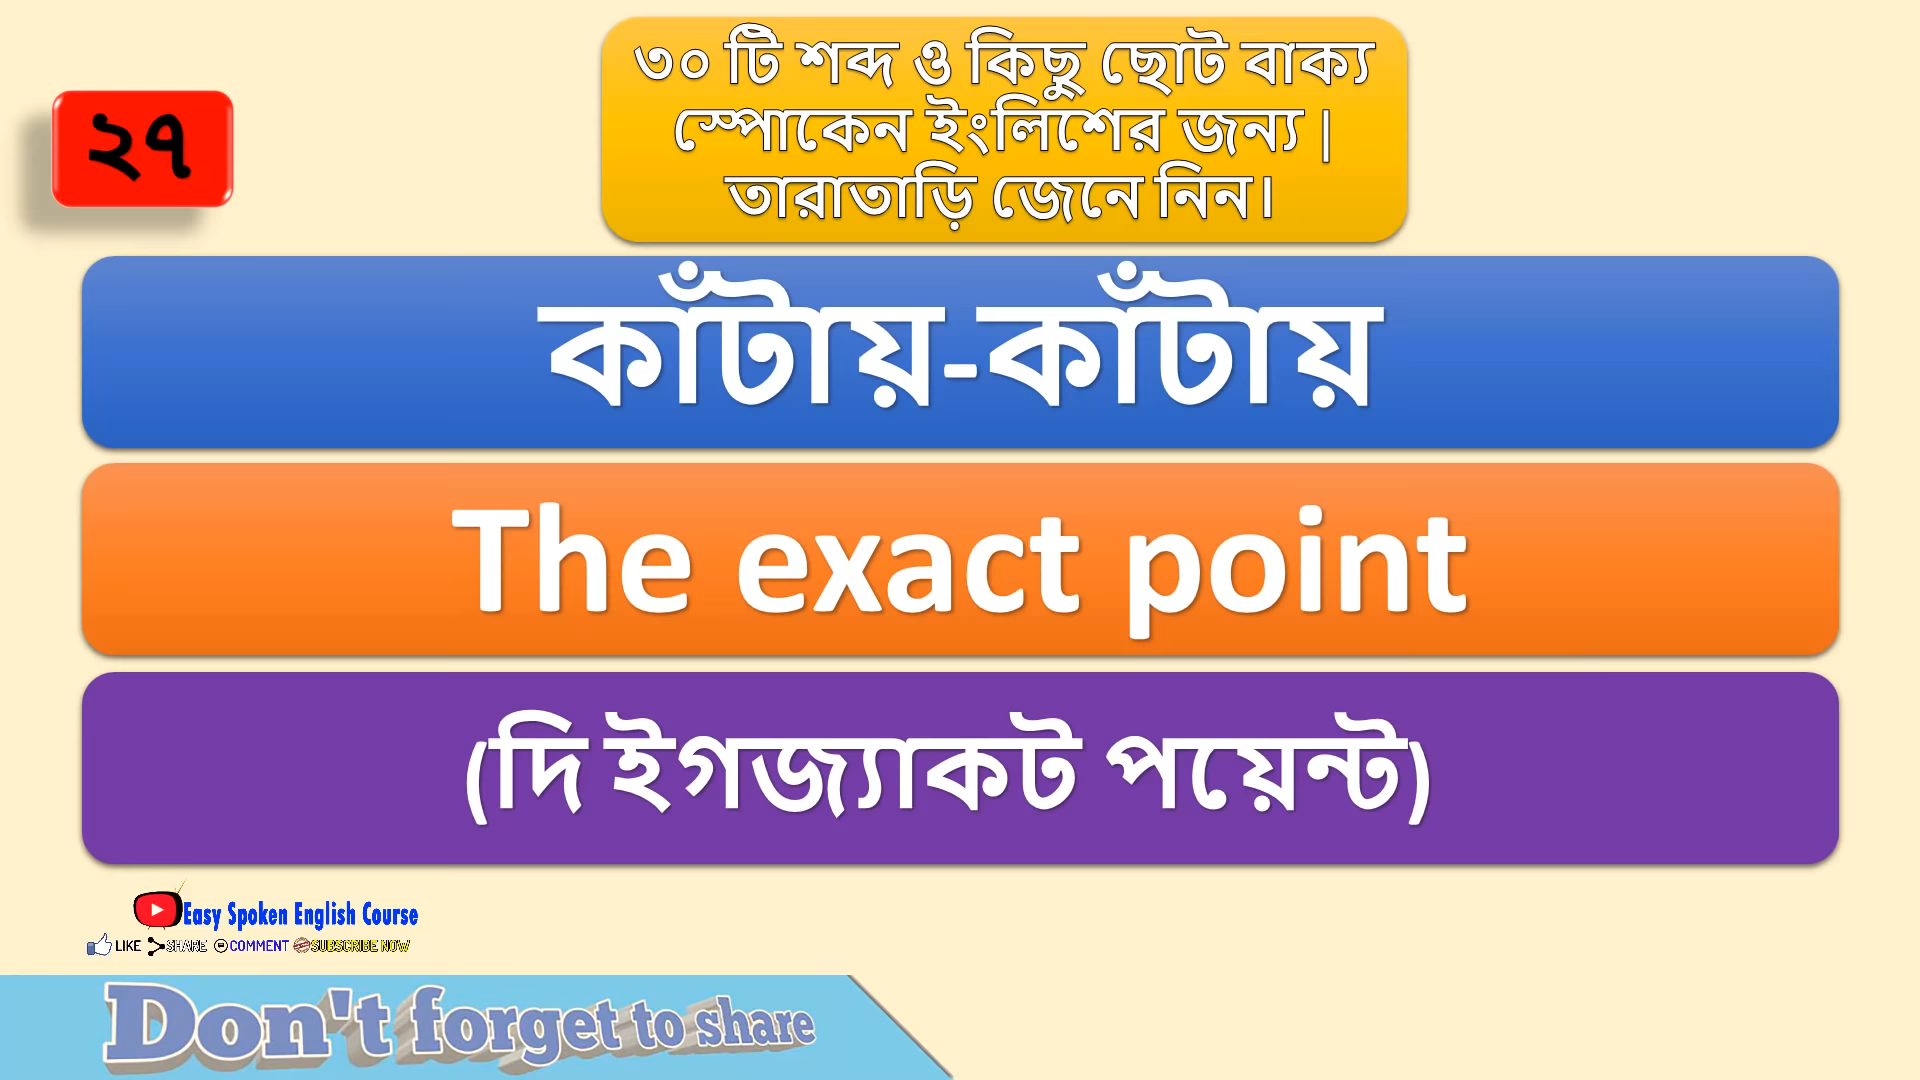 ২৭
৩০ টি শব্দ ও কিছু ছোট বাক্য
স্পোকেন ইংলিশের জন্য |
তারাতাড়ি জেনে নিন।
কাঁটায়-কাঁটায়
The exact point
(দি ইগজ্যাকট পয়েন্ট)
Easy Spoken English Course
LIKE SHARE COMMENT SUBSCRIBE NOW
Don't forget to share